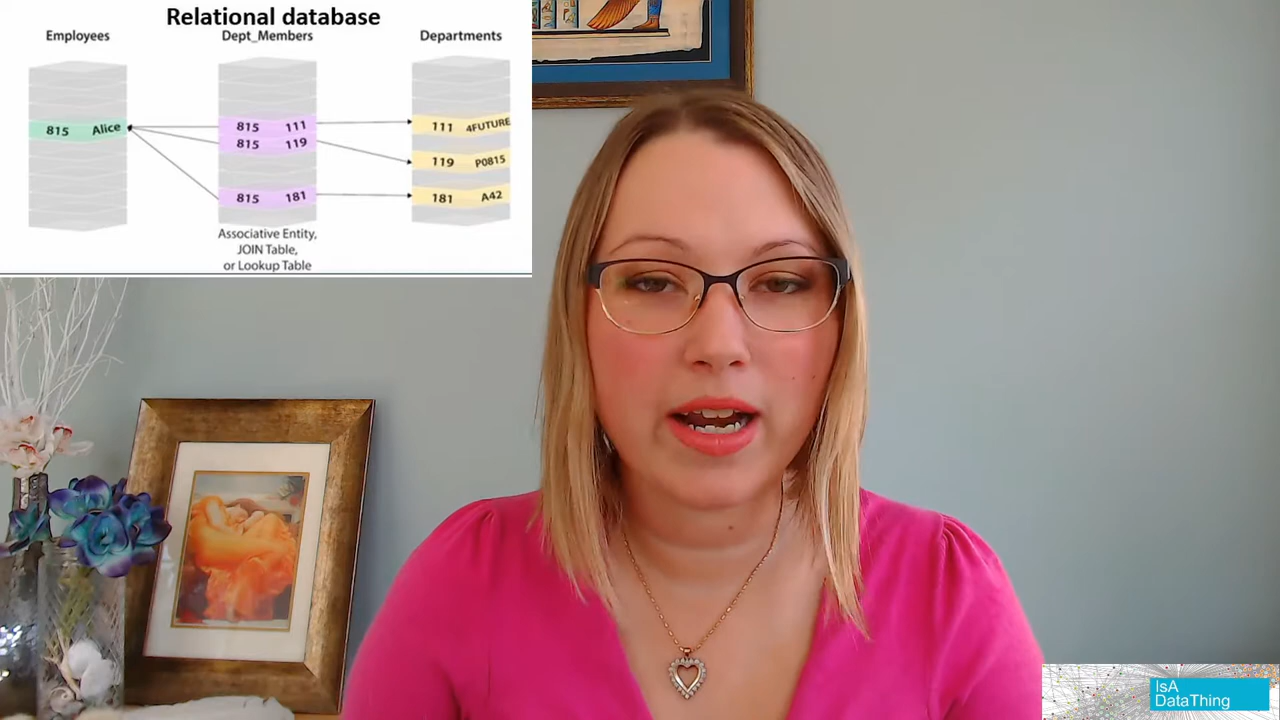 Relational database
Employees Dept_Members Departments
815 Alice 815 111 111 4FUTURE
815 119 119 P0815
815 181 181 A42
Associative Entity,
JOIN Table,
or Lookup Table
IsA
DataThing